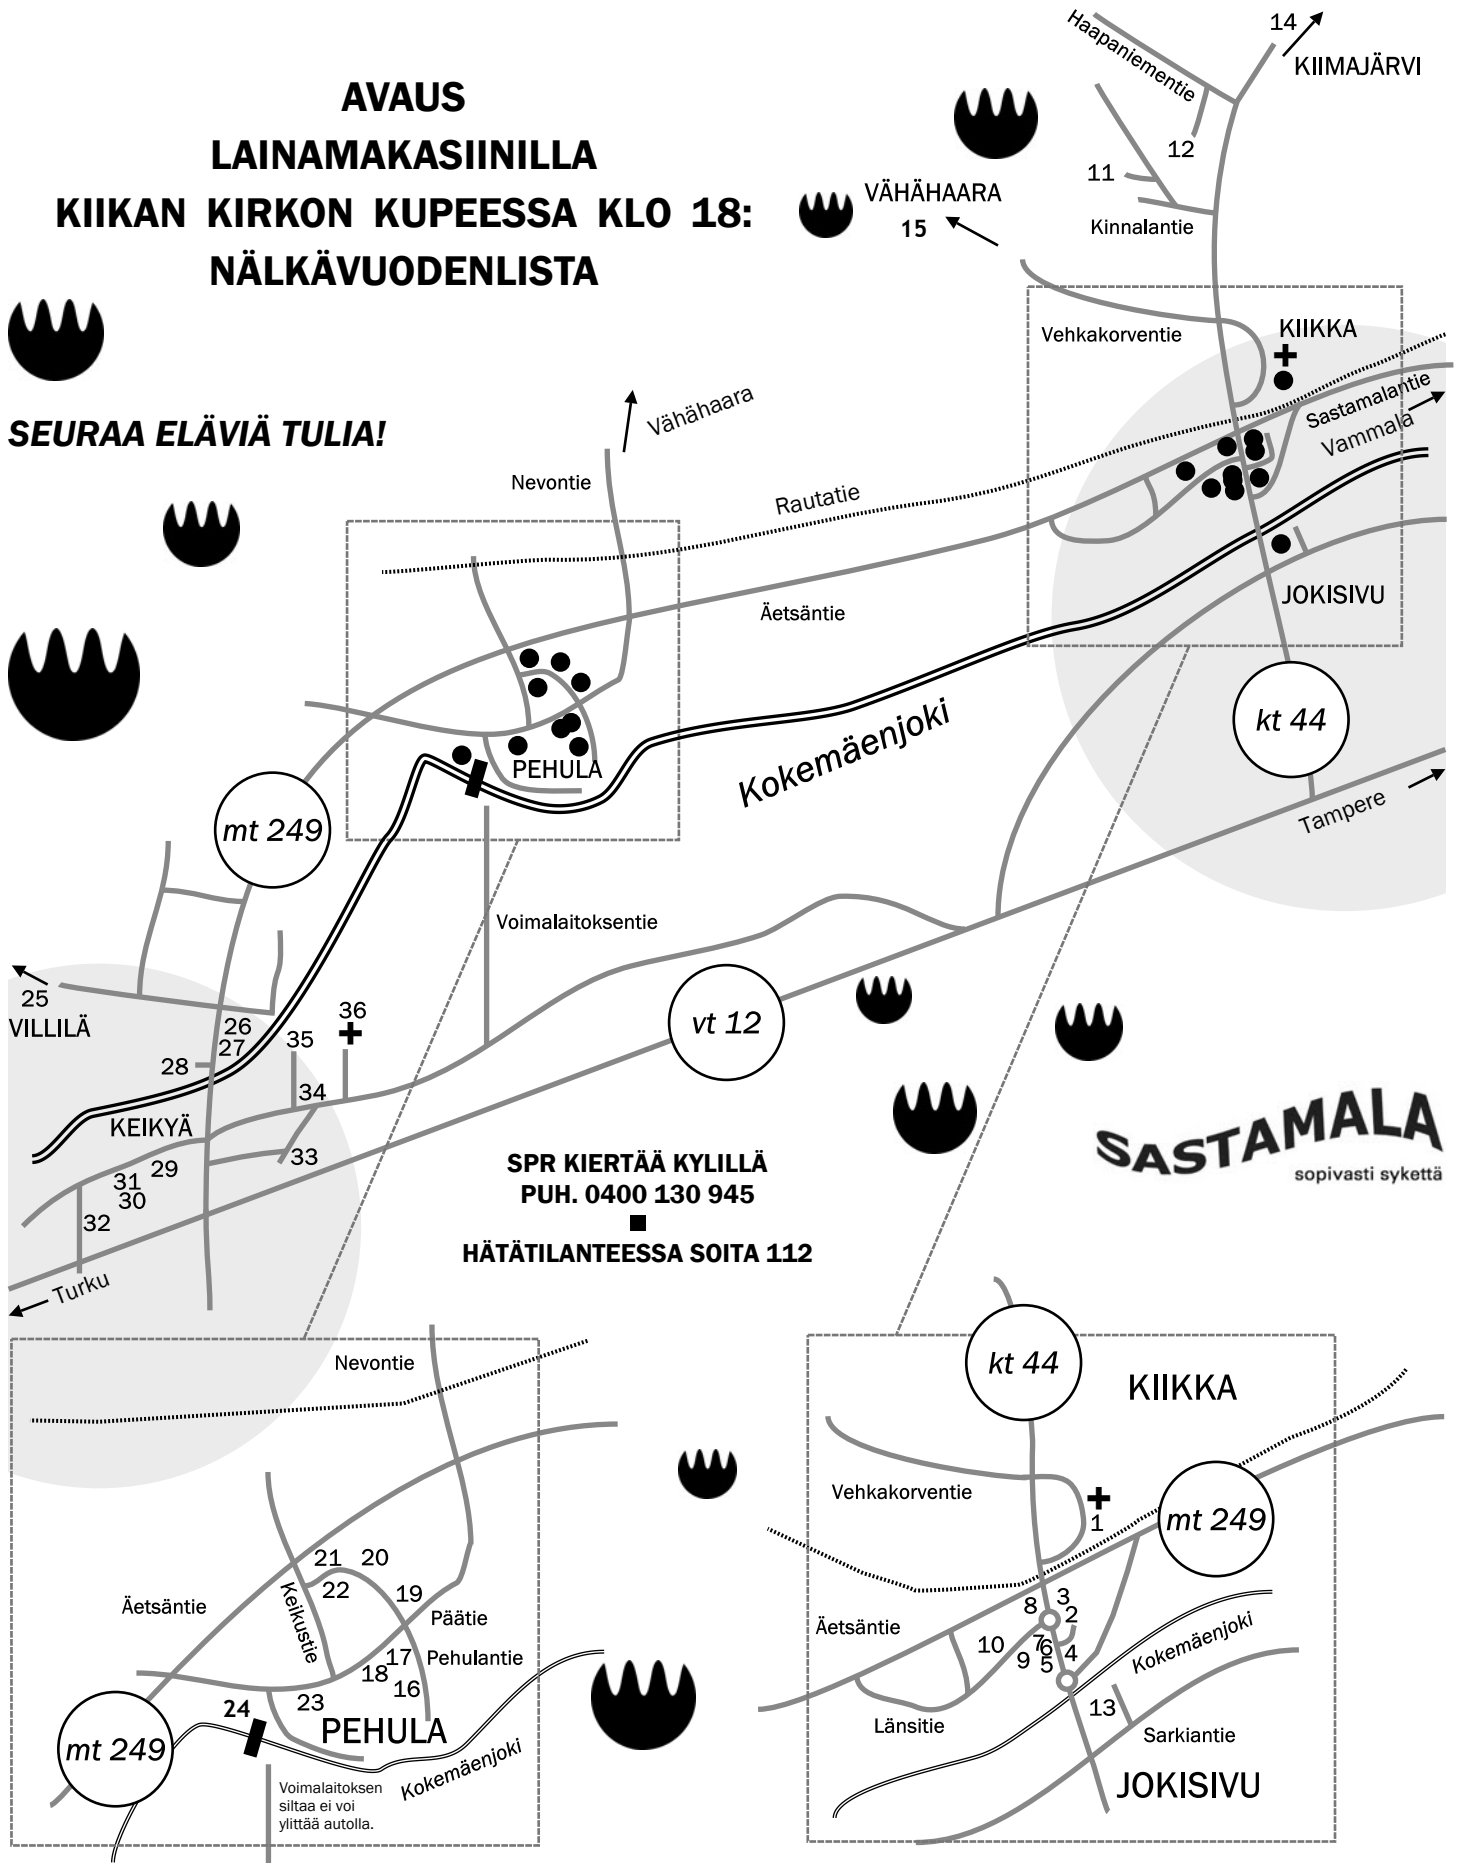 AVAUS
LAINAMAKASIINILLA
KIIKAN KIRKON KUPEESSA KLO 18:
NÄLKÄVUODENLISTA
SEURAA ELÄVIÄ TULIA!
Haapaniementie
14
KIIMAJÄRVI
12
11
VÄHÄHAARA
15
Kinnalantie
Vehkakorventie
KIIKKA
Sastamalantie
Vammala
Vähähaara
Nevontie
Rautatie
Äetsäntie
JOKISIVU
kt 44
PEHULA
Kokemäenjoki
mt 249
Tampere
Voimalaitoksentie
vt 12
25
VILLILÄ
26
27
28
35
36
34
KEIKYÄ
33
29
31
30
32
Turku
SPR KIERTÄÄ KYLILLÄ
PUH. 0400 130 945
HÄTÄTILANTEESSA SOITA 112
SASTAMALA
sopivasti sykettä
Nevontie
21
20
22
19
Keikustie
Äetsäntie
Päätie
17
Pehulantie
18
16
23
24
PEHULA
mt 249
Kokemäenjoki
Voimalaitoksen
siltaa ei voi
ylittää autolla.
kt 44
KIIKKA
Vehkakorventie
1
mt 249
3
8
2
Äetsäntie
7
6
10
9
5
4
Kokemäenjoki
13
Länsitie
Sarkiantie
JOKISIVU